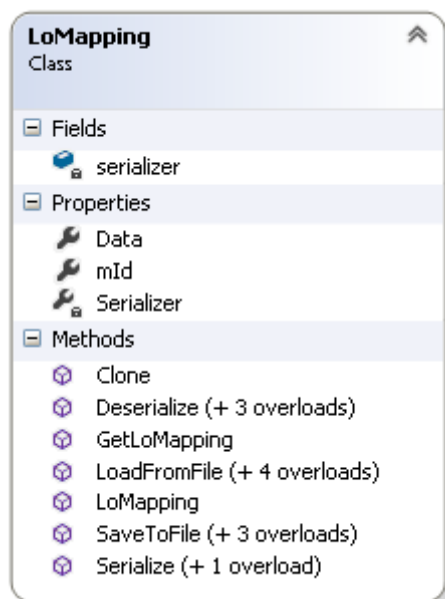 LoMapping
Class
Fields
serializer
Properties
Data
mId
Serializer
Methods
Clone
Deserialize (+ 3 overloads)
GetLoMapping
LoadFromFile (+ 4 overloads)
LoMapping
SaveToFile (+ 3 overloads)
Serialize (+ 1 overload)